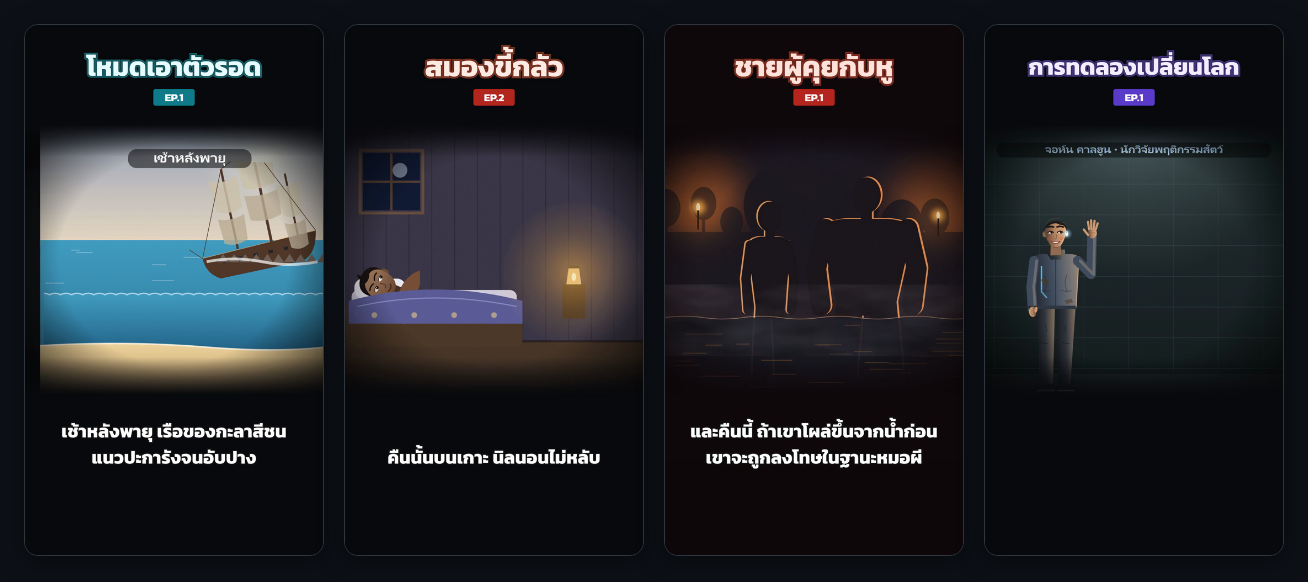 โหมดเอาตัวรอด
EP.1
เช้าหลังพายุ
เช้าหลังพายุ เรือของกะลาสีชน
แนวปะการังจนอับปาง
สมองขี้กลัว
EP.2
คืนนั้นบนเกาะ นิลนอนไม่หลับ
ชายผู้คุยกับหู
EP.1
และคืนนี้ ถ้าเขาโผล่ขึ้นจากน้ำก่อน
เขาจะถูกลงโทษในฐานะหมอผี
การทดลองเปลี่ยนโลก
EP.1
จอห์น คาลฮูน · นักวิจัยพฤติกรรมสัตว์